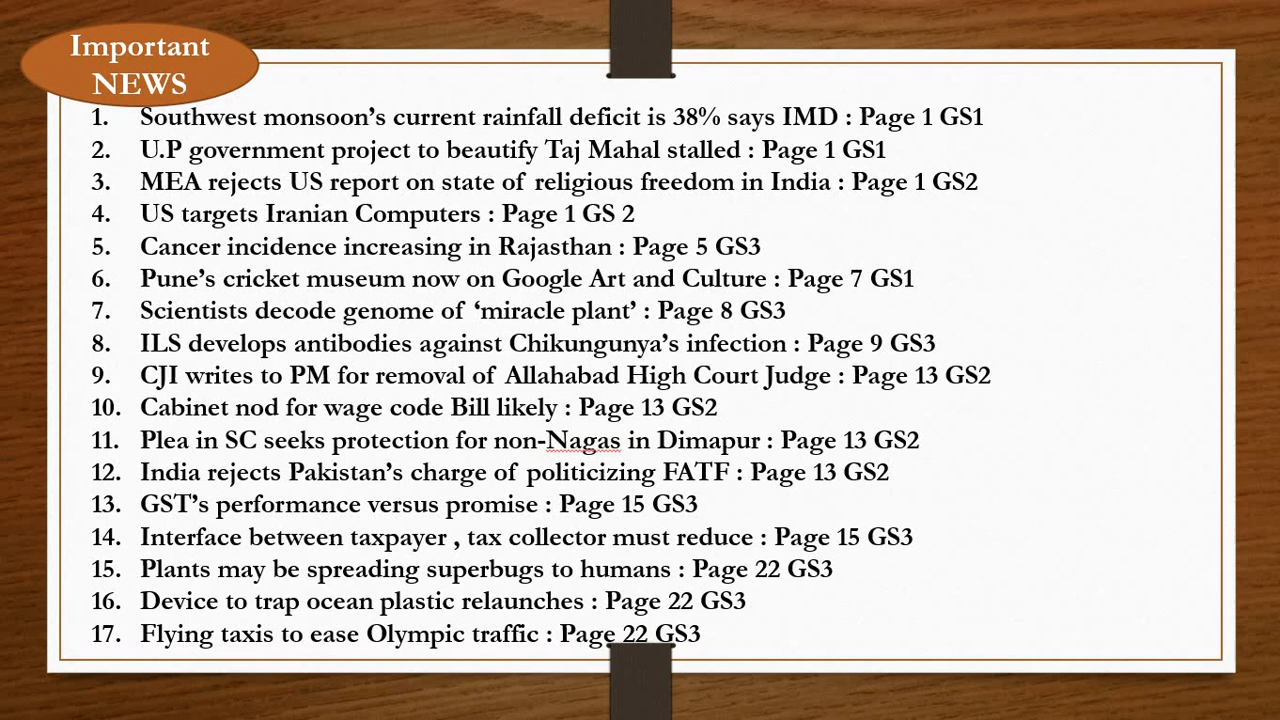 Important
NEWS
1. Southwest monsoon’s current rainfall deficit is 38% says IMD : Page 1 GS1
2. U.P government project to beautify Taj Mahal stalled : Page 1 GS1
3. MEA rejects US report on state of religious freedom in India : Page 1 GS2
4. US targets Iranian Computers : Page 1 GS 2
5. Cancer incidence increasing in Rajasthan : Page 5 GS3
6. Pune’s cricket museum now on Google Art and Culture : Page 7 GS1
7. Scientists decode genome of ‘miracle plant’ : Page 8 GS3
8. ILS develops antibodies against Chikungunya’s infection : Page 9 GS3
9. CJI writes to PM for removal of Allahabad High Court Judge : Page 13 GS2
10. Cabinet nod for wage code Bill likely : Page 13 GS2
11. Plea in SC seeks protection for non-Nagas in Dimapur : Page 13 GS2
12. India rejects Pakistan’s charge of politicizing FATF : Page 13 GS2
13. GST’s performance versus promise : Page 15 GS3
14. Interface between taxpayer , tax collector must reduce : Page 15 GS3
15. Plants may be spreading superbugs to humans : Page 22 GS3
16. Device to trap ocean plastic relaunches : Page 22 GS3
17. Flying taxis to ease Olympic traffic : Page 22 GS3